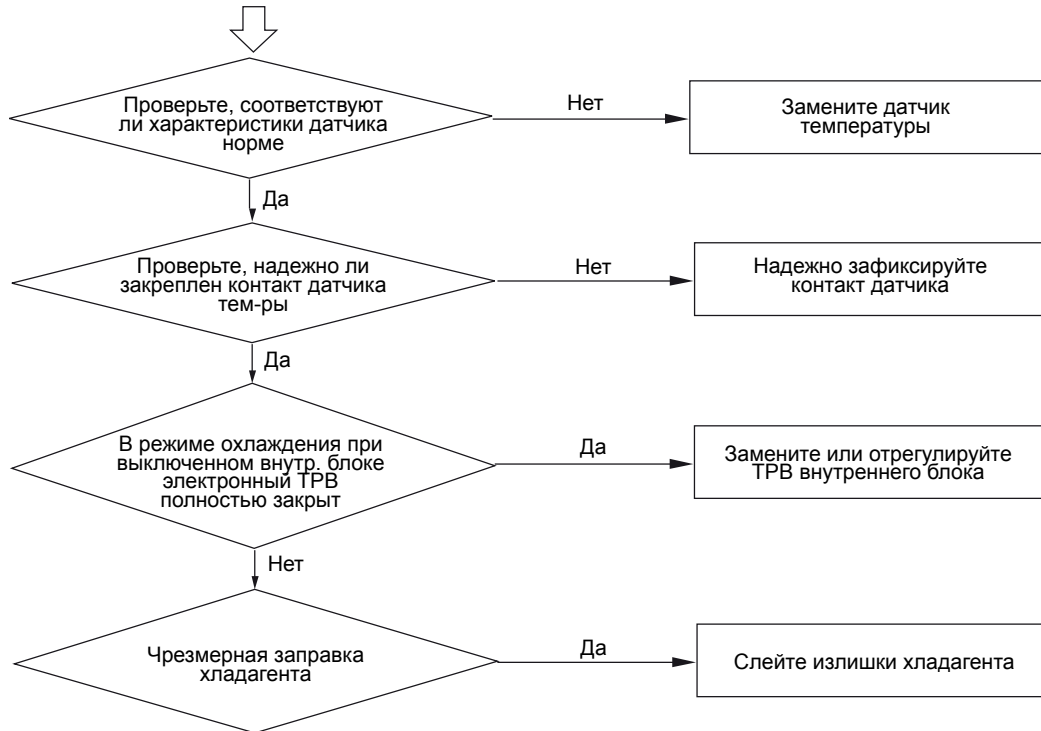 Проверьте, соответствуют
ли характеристики датчика
норме
Нет
Замените датчик
температуры
Да
Проверьте, надежно ли
закреплен контакт датчика
тем-ры
Нет
Надежно зафиксируйте
контакт датчика
Да
В режиме охлаждения при
выключенном внутр. блоке
электронный ТРВ
полностью закрыт
Да
Замените или отрегулируйте
ТРВ внутреннего блока
Нет
Чрезмерная заправка
хладагента
Да
Слейте излишки хладагента